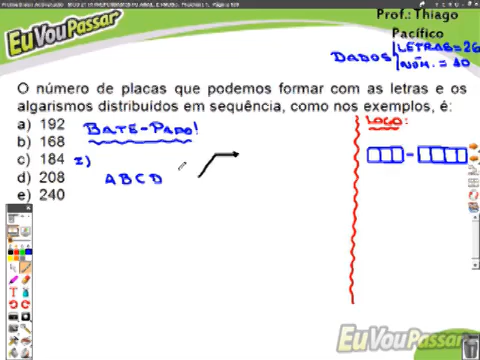 EuVouPassar
Prof.: Thiago
Pacífico
DADOS
LETRAS = 26
NÚM. = 10
O número de placas que podemos formar com as letras e os
algarismos distribuídos em sequência, como nos exemplos, é:
a) 192
b) 168
c) 184
d) 208
e) 240
BATE-PAPO!
I)
ABCD
LOGO:
EuVouPassar